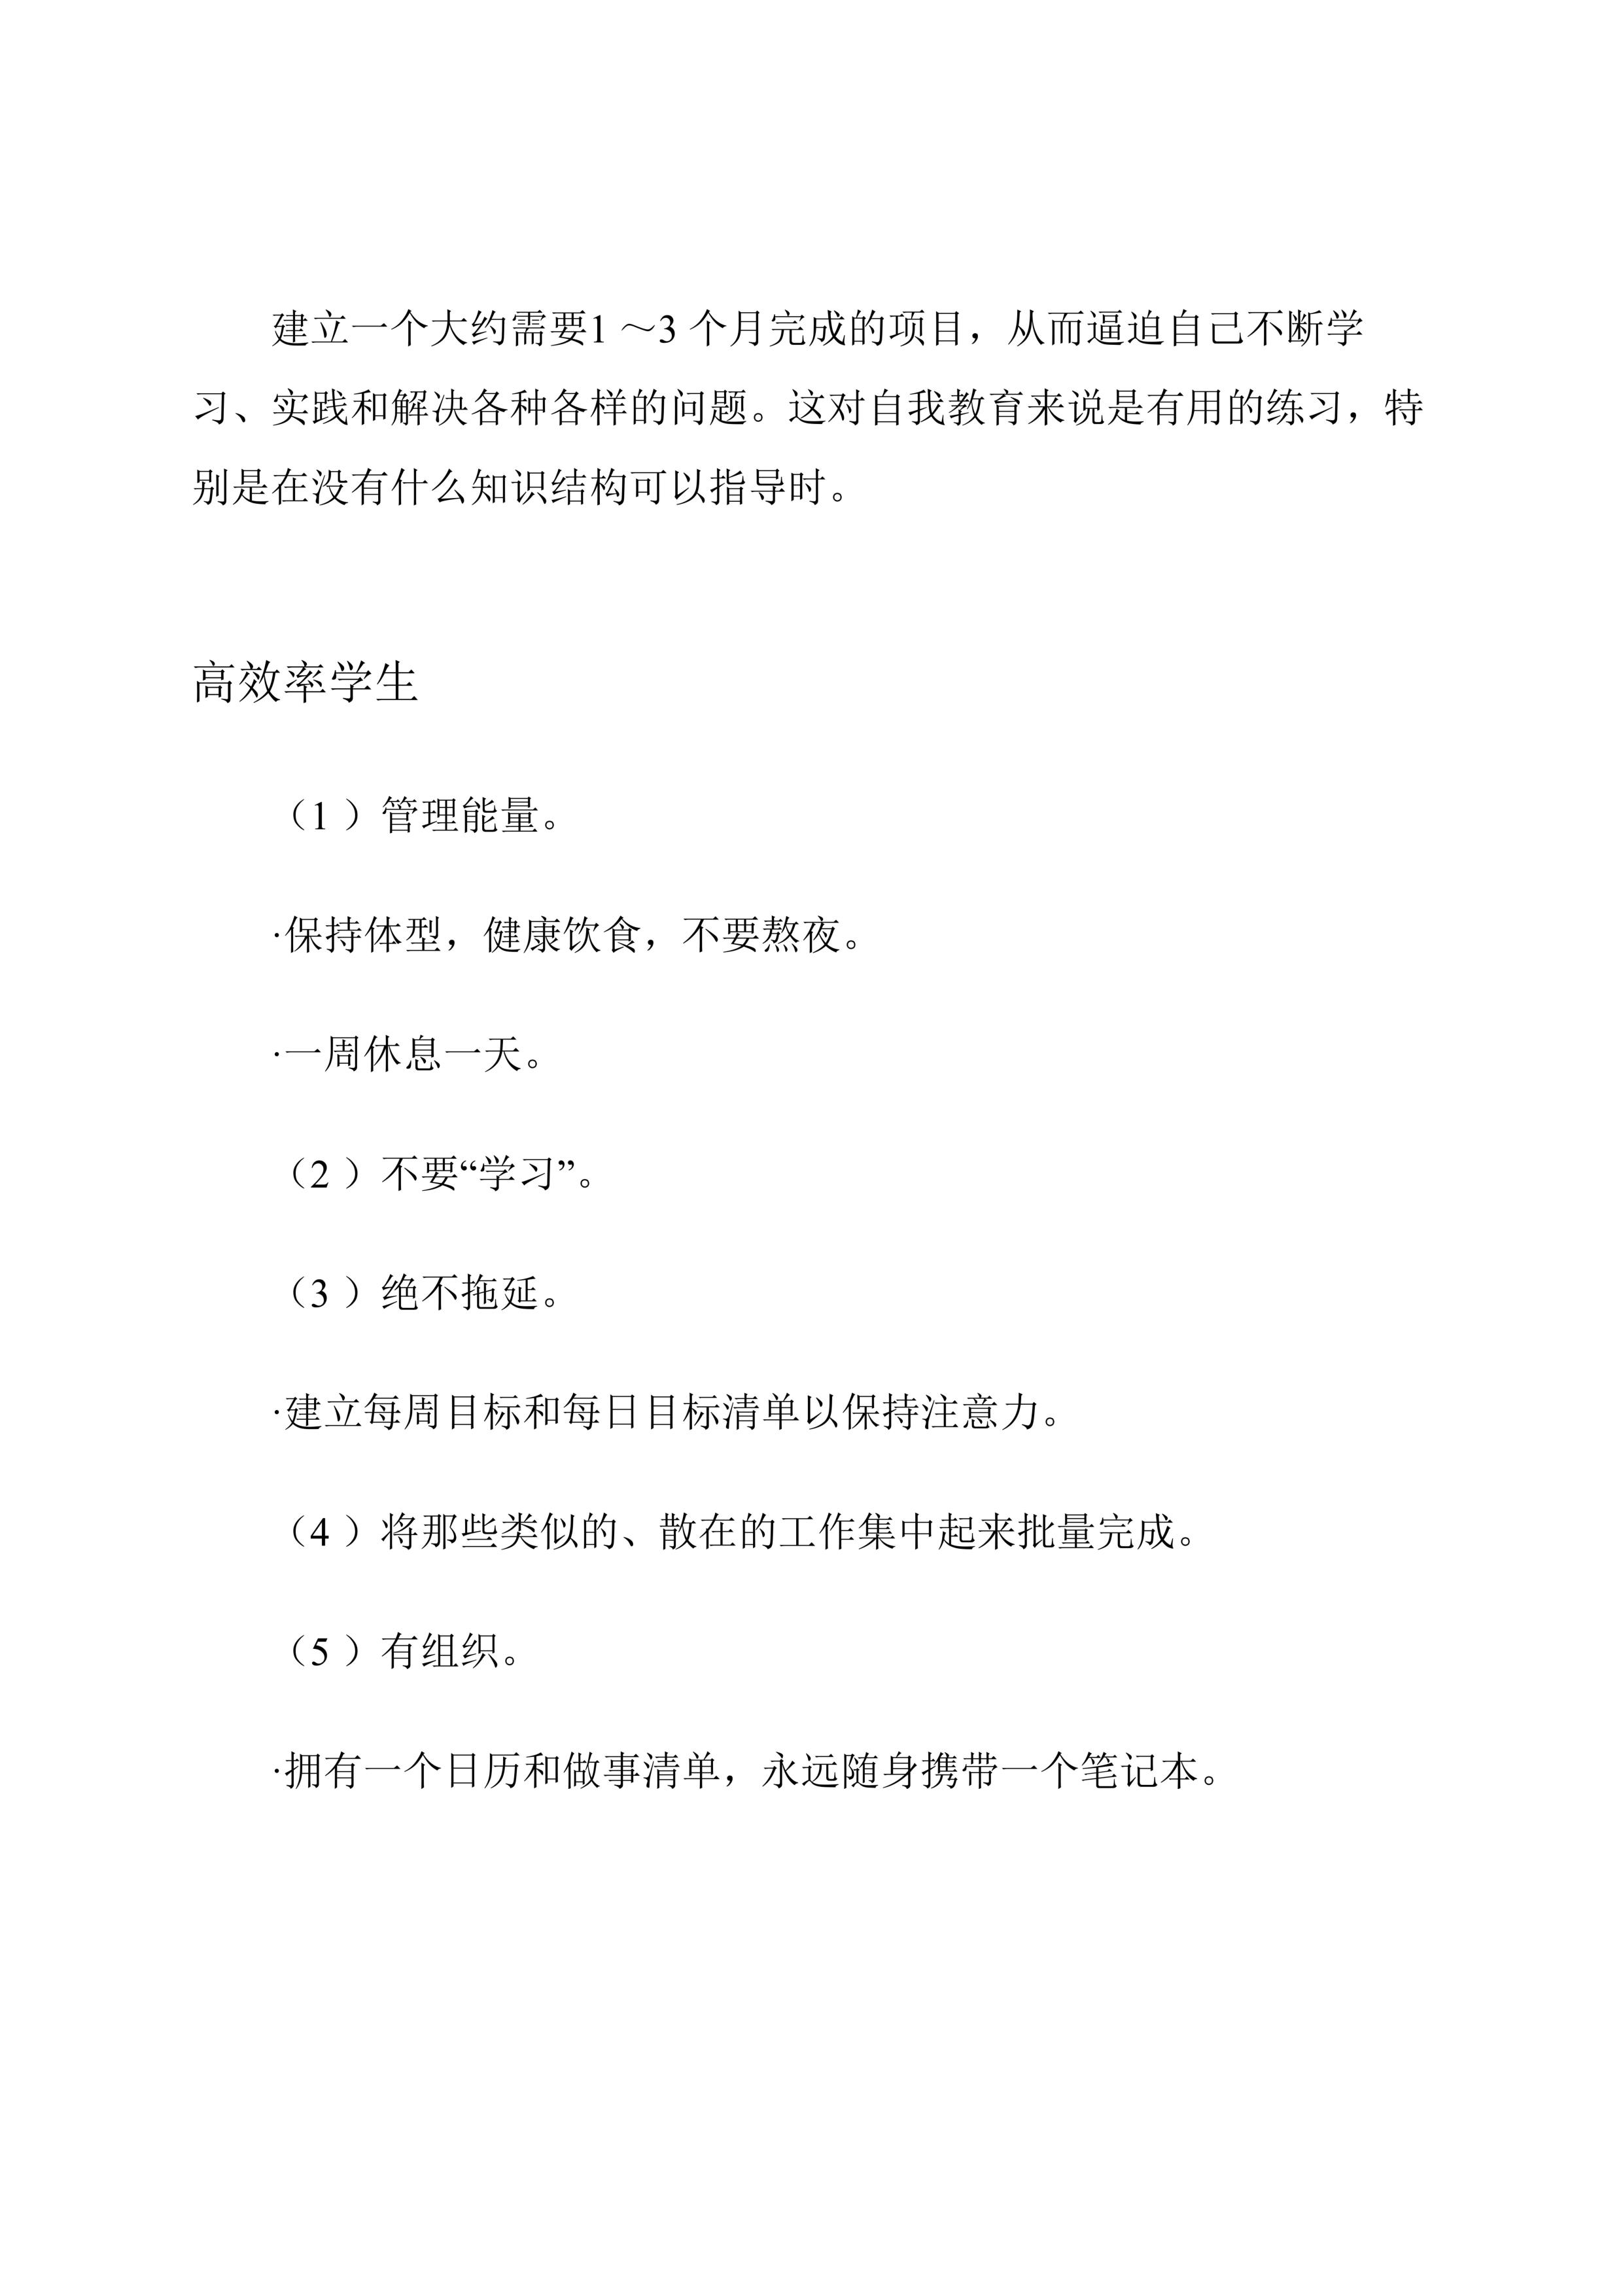 建立一个大约需要1 ～3 个月完成的项目，从而逼迫自己不断学
习、实践和解决各种各样的问题。这对自我教育来说是有用的练习，特
别是在没有什么知识结构可以指导时。
高效率学生
（1 ）管理能量。
·保持体型，健康饮食，不要熬夜。
·一周休息一天。
（2 ）不要“学习”。
（3 ）绝不拖延。
·建立每周目标和每日目标清单以保持注意力。
（4 ）将那些类似的、散在的工作集中起来批量完成。
（5 ）有组织。
·拥有一个日历和做事清单，永远随身携带一个笔记本。